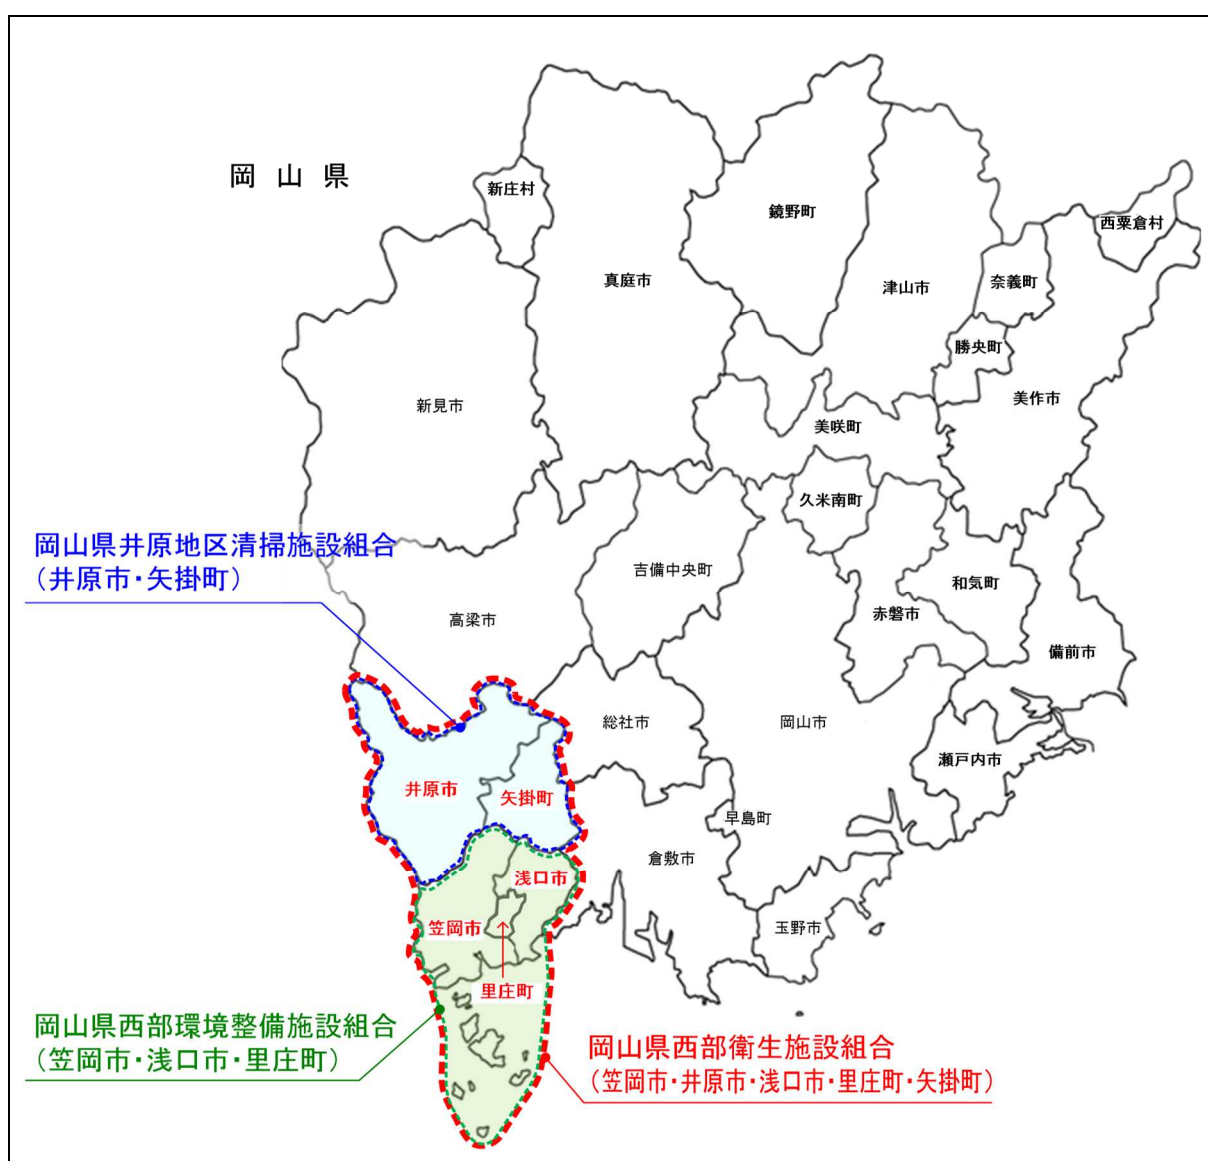 岡 山 県
新庄村
鏡野町
西粟倉村
真庭市
津山市
奈義町
勝央町
美作市
新見市
美咲町
久米南町
岡山県井原地区清掃施設組合
（井原市・矢掛町）
吉備中央町
和気町
赤磐市
高梁市
備前市
総社市
岡山市
瀬戸内市
井原市
矢掛町
早島町
倉敷市
浅口市
笠岡市
玉野市
里庄町
岡山県西部環境整備施設組合
（笠岡市・浅口市・里庄町）
岡山県西部衛生施設組合
（笠岡市・井原市・浅口市・里庄町・矢掛町）